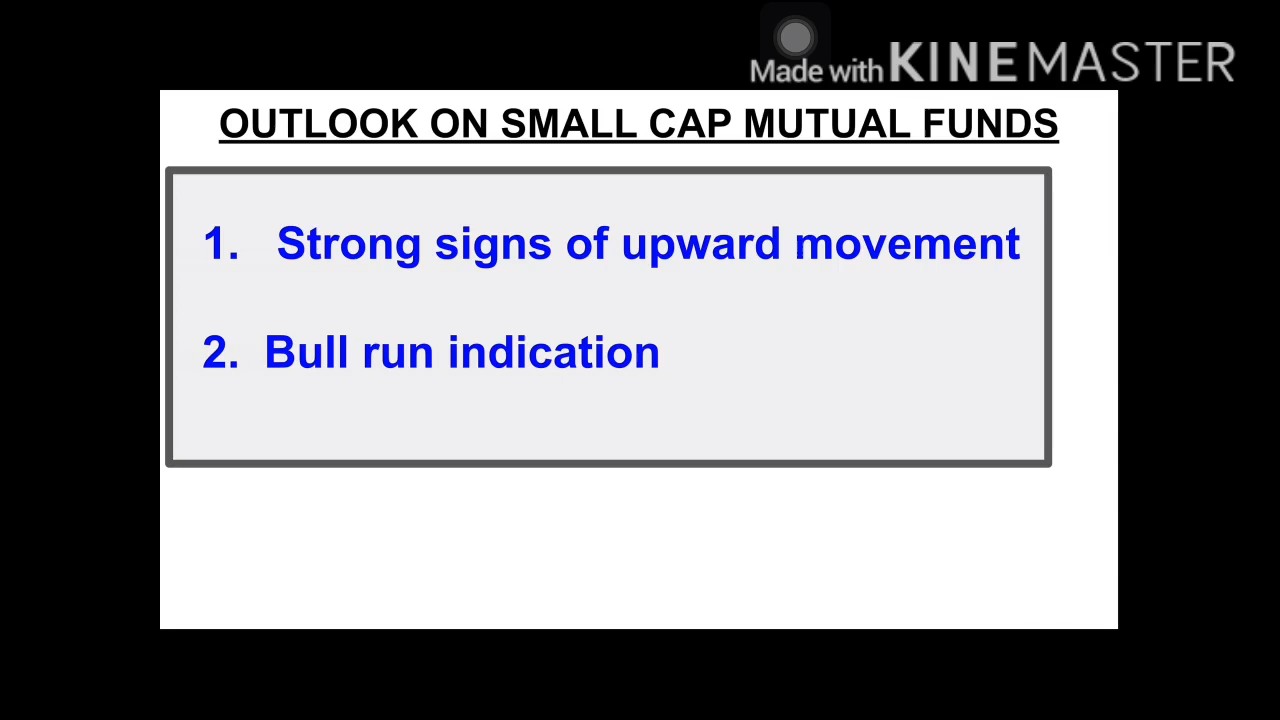 Made with KINEMASTER
OUTLOOK ON SMALL CAP MUTUAL FUNDS
1. Strong signs of upward movement
2. Bull run indication